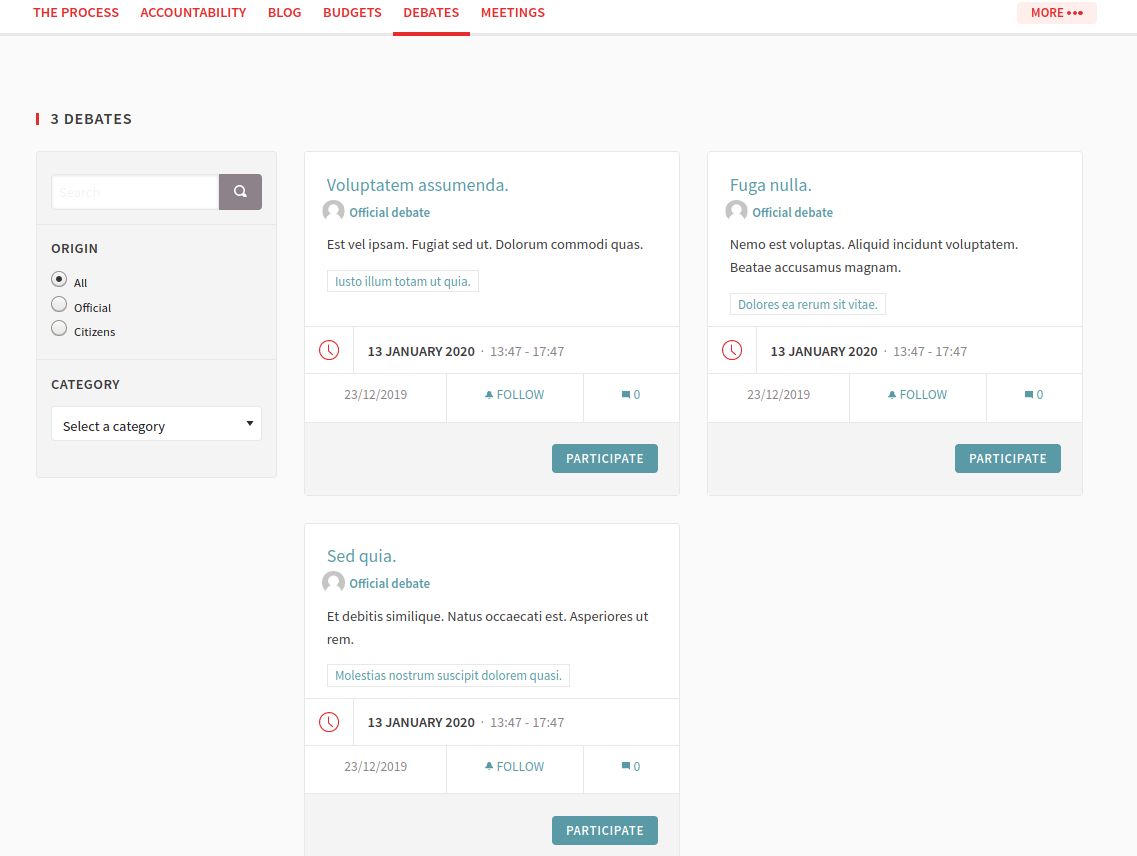 THE PROCESS ACCOUNTABILITY BLOG BUDGETS DEBATES MEETINGS MORE •••
3 DEBATES
Search
ORIGIN
All
Official
Citizens
CATEGORY
Select a category
Voluptatem assumenda.
Official debate
Est vel ipsam. Fugiat sed ut. Dolorum commodi quas.
Iusto illum totam ut quia.
13 JANUARY 2020 · 13:47 - 17:47
23/12/2019 FOLLOW 0
PARTICIPATE
Fuga nulla.
Official debate
Nemo est voluptas. Aliquid incidunt voluptatem.
Beatae accusamus magnam.
Dolores ea rerum sit vitae.
13 JANUARY 2020 · 13:47 - 17:47
23/12/2019 FOLLOW 0
PARTICIPATE
Sed quia.
Official debate
Et debitis similique. Natus occaecati est. Asperiores ut
rem.
Molestias nostrum suscipit dolorem quasi.
13 JANUARY 2020 · 13:47 - 17:47
23/12/2019 FOLLOW 0
PARTICIPATE